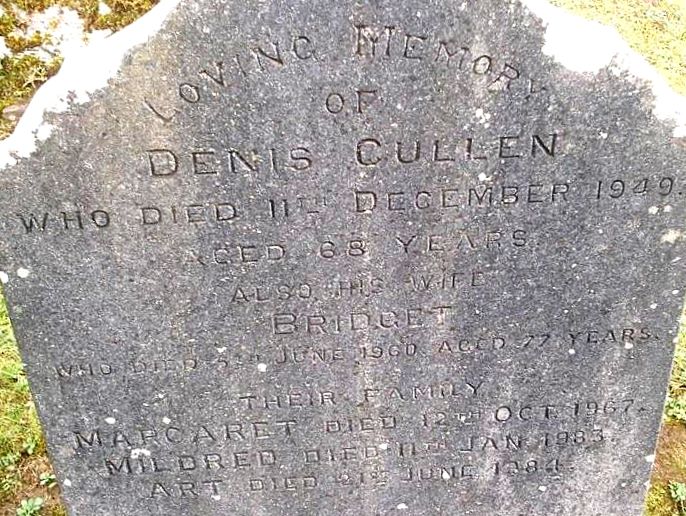 LOVING MEMORY
OF
DENIS CULLEN
WHO DIED 11TH DECEMBER 1949.
AGED 68 YEARS
ALSO HIS WIFE
BRIDGET
WHO DIED 5TH JUNE 1960 AGED 77 YEARS.
THEIR FAMILY
MARGARET DIED 12TH OCT. 1967.
MILDRED DIED 11TH JAN. 1983.
ART DIED 21ST JUNE 1984.